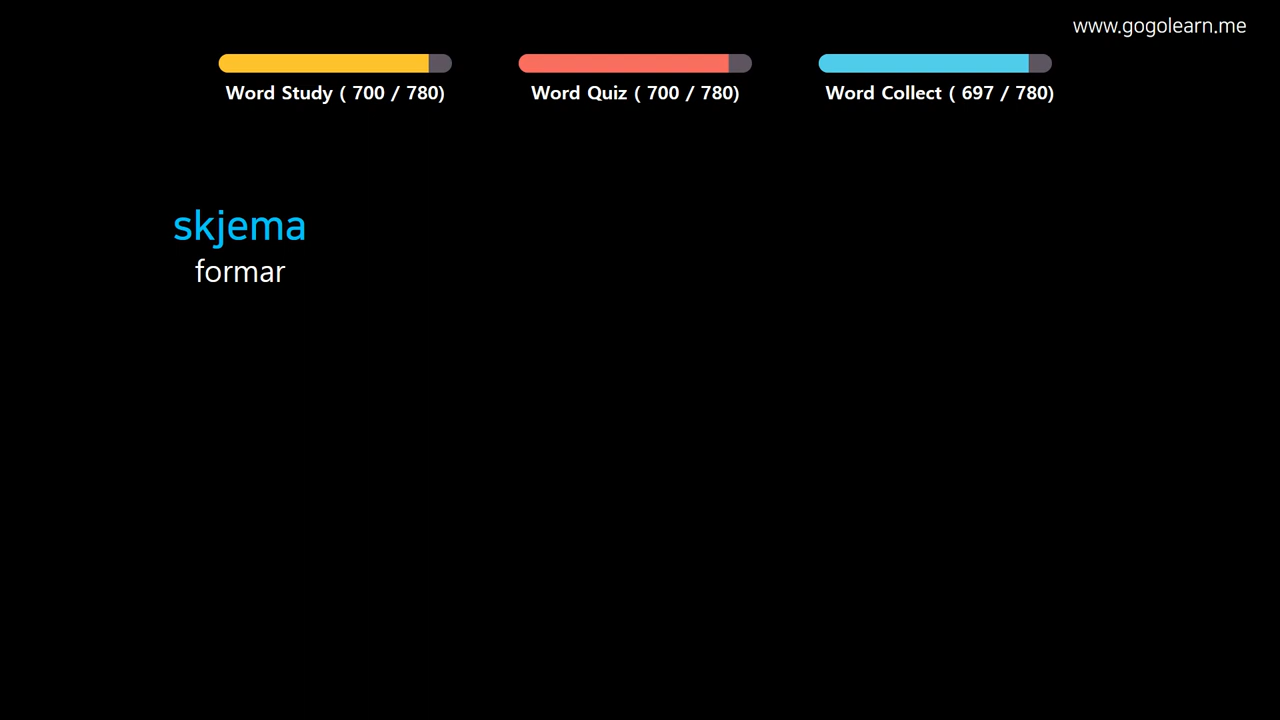 www.gogolearn.me
Word Study ( 700 / 780)
Word Quiz ( 700 / 780)
Word Collect ( 697 / 780)
skjema
formar